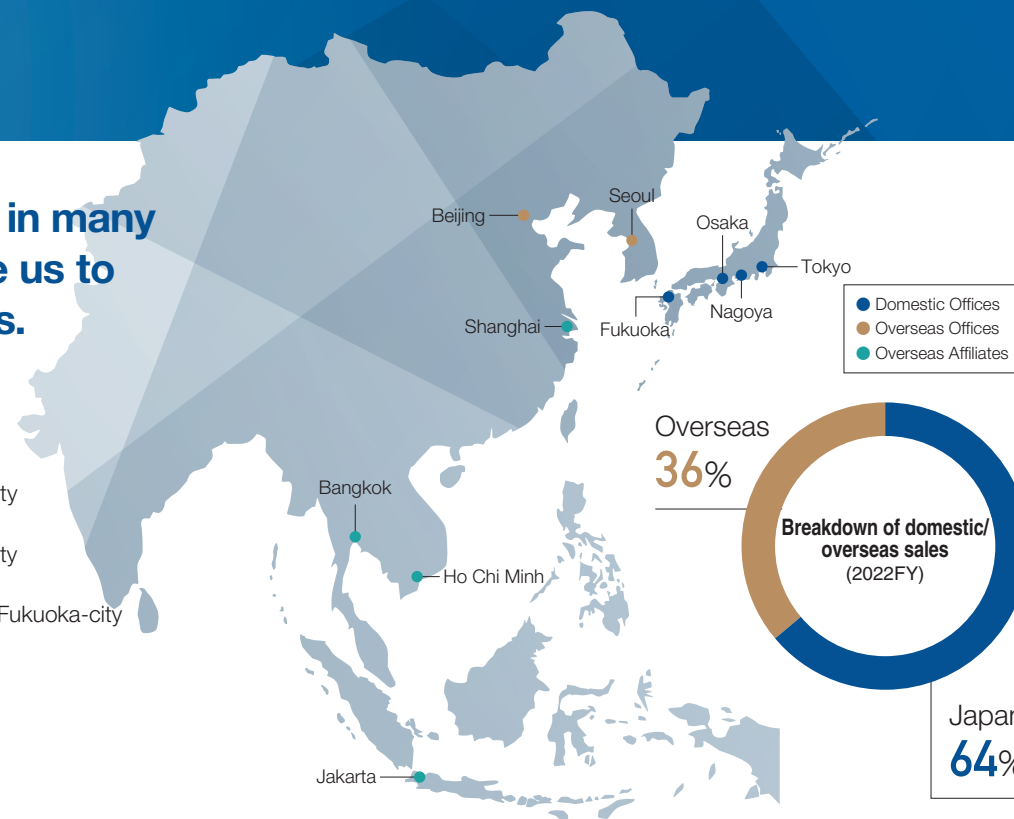 in many
e us to
s.
ty
ty
Fukuoka-city
Beijing
Seoul
Osaka
Tokyo
Nagoya
Fukuoka
Shanghai
Bangkok
Ho Chi Minh
Jakarta
Domestic Offices
Overseas Offices
Overseas Affiliates
Overseas
36%
Breakdown of domestic/
overseas sales
(2022FY)
Japan
64%